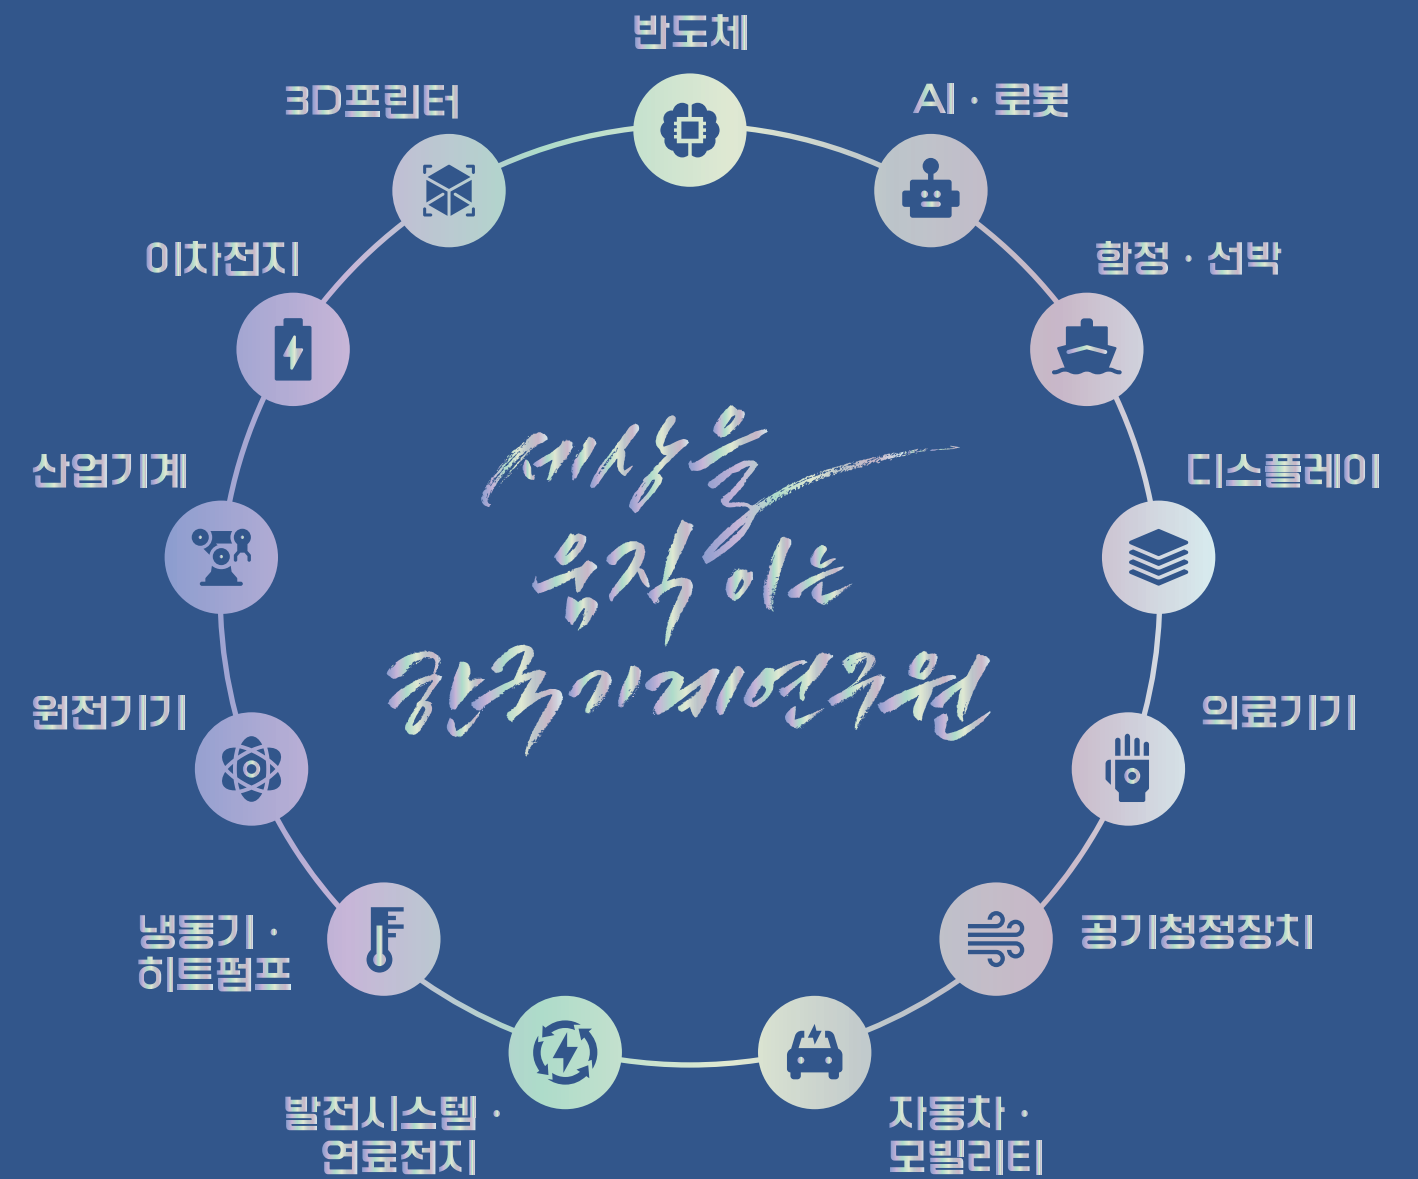 반도체
3D프린터
AI · 로봇
이차전지
함정 · 선박
세상을
움직이는
한국기계연구원
산업기계
디스플레이
원전기기
의료기기
냉동기 ·
히트펌프
공기청정장치
발전시스템 ·
연료전지
자동차 ·
모빌리티